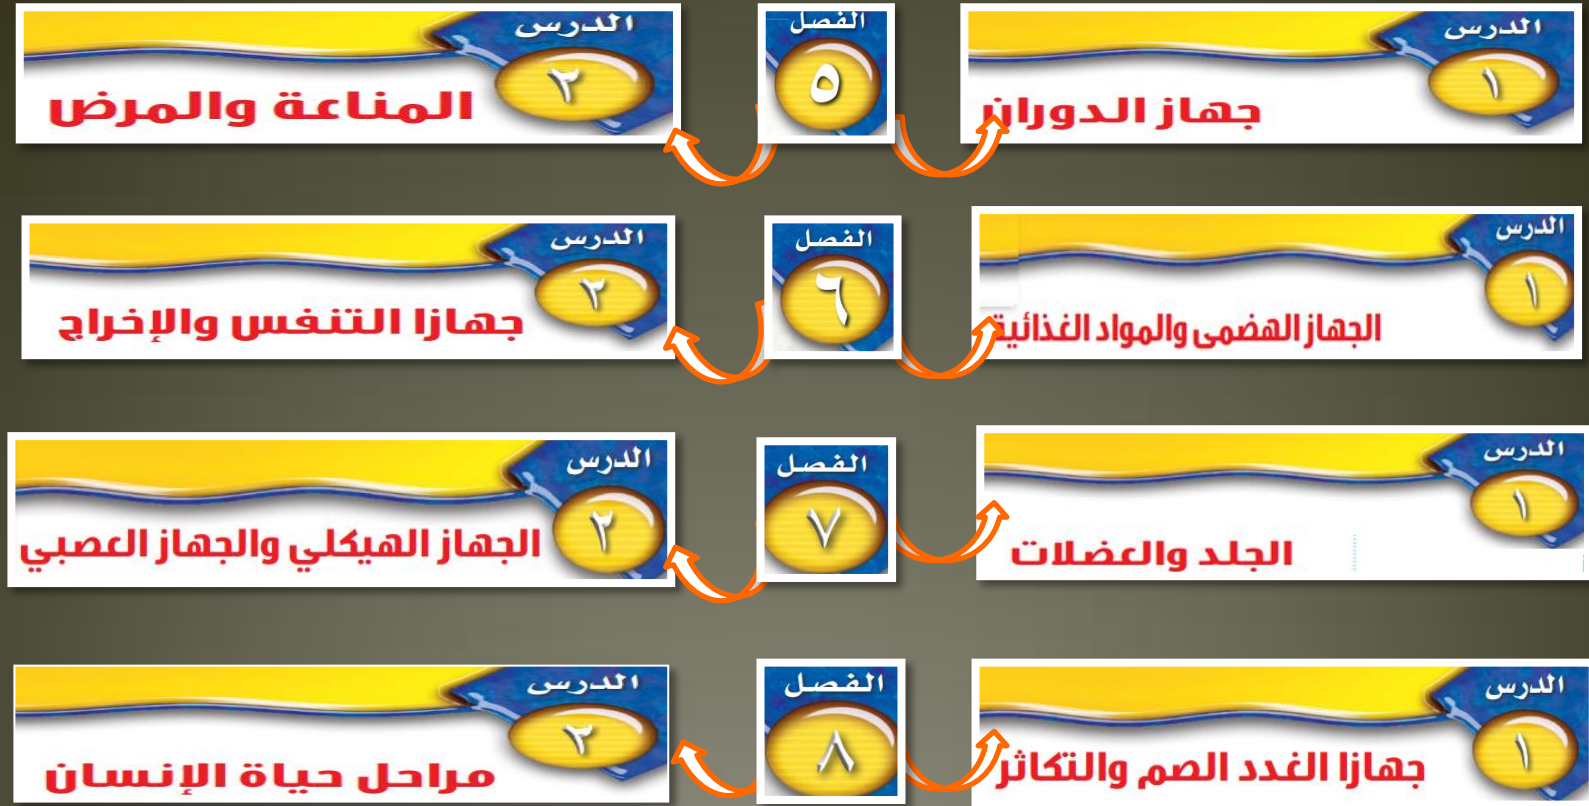 الدرس
١
جهاز الدوران
الفصل
٥
الدرس
٢
المناعة والمرض
الدرس
١
الجهاز الهضمى والمواد الغذائية
الفصل
٦
الدرس
٢
جهازا التنفس والإخراج
الدرس
١
الجلد والعضلات
الفصل
٧
الدرس
٢
الجهاز الهيكلي والجهاز العصبي
الدرس
١
جهازا الغدد الصم والتكاثر
الفصل
٨
الدرس
٢
مراحل حياة الإنسان